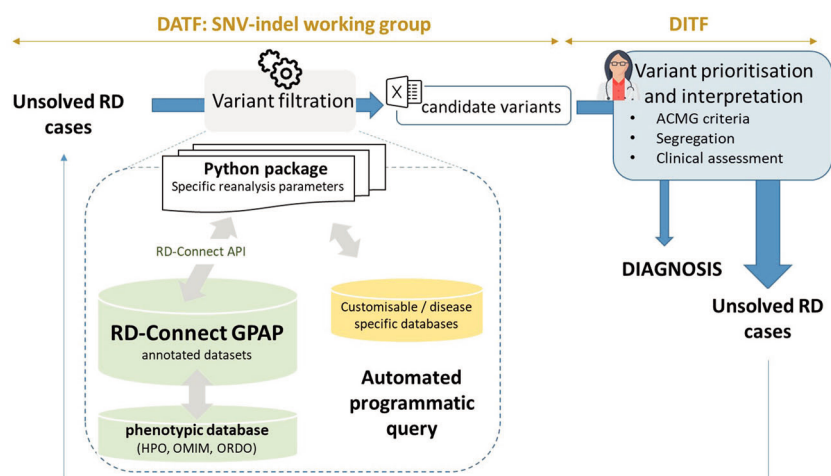 DATF: SNV-indel working group
DITF
Unsolved RD
cases
Variant filtration
candidate variants
Variant prioritisation
and interpretation
• ACMG criteria
• Segregation
• Clinical assessment
Python package
Specific reanalysis parameters
RD-Connect API
RD-Connect GPAP
annotated datasets
Customisable / disease
specific databases
Automated
programmatic
query
phenotypic database
(HPO, OMIM, ORDO)
DIAGNOSIS
Unsolved RD
cases